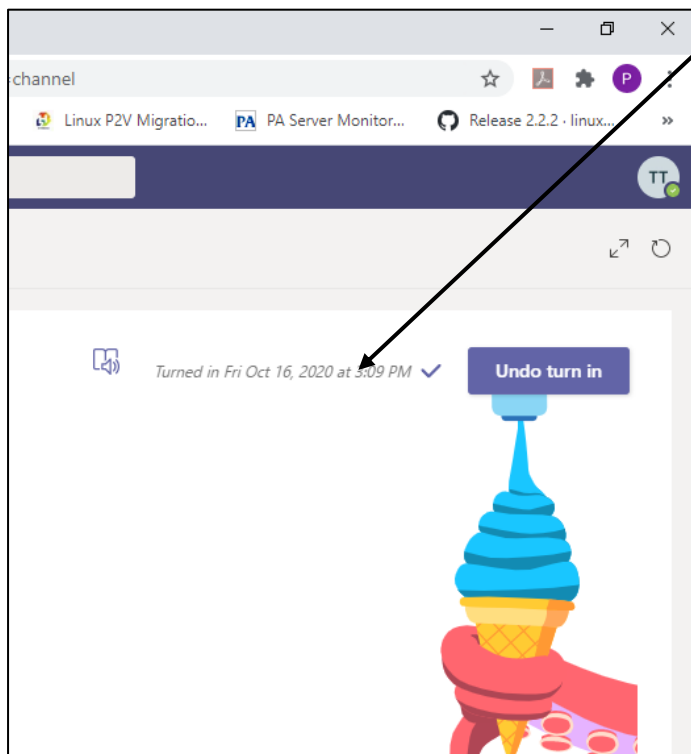 channel
Linux P2V Migratio... PA PA Server Monitor... Release 2.2.2 · linux... »
P
TT
Turned in Fri Oct 16, 2020 at 3:09 PM
Undo turn in